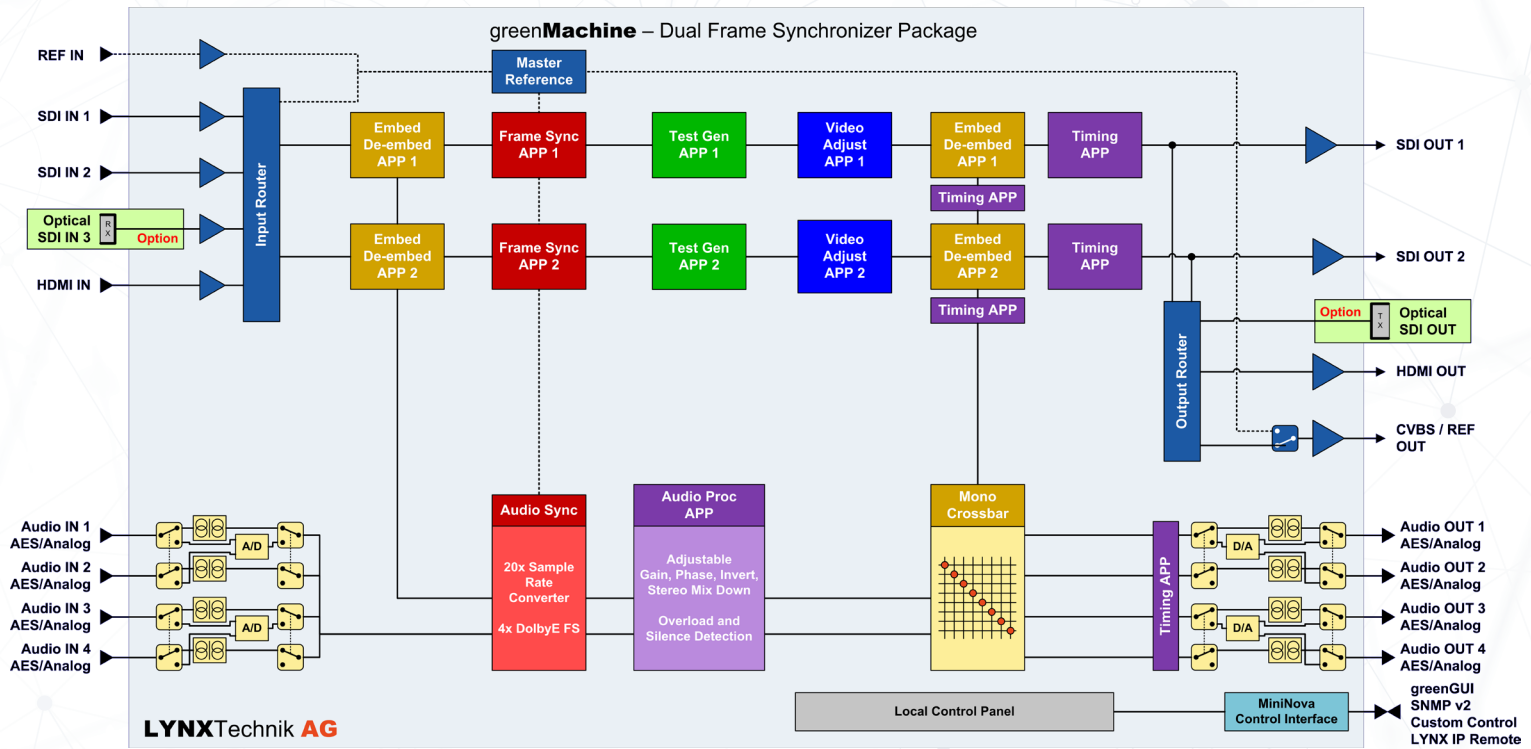 greenMachine – Dual Frame Synchronizer Package
REF IN
SDI IN 1
SDI IN 2
Optical
SDI IN 3
R
X
Option
HDMI IN
Input Router
Master
Reference
Embed
De-embed
APP 1
Frame Sync
APP 1
Test Gen
APP 1
Video
Adjust
APP 1
Embed
De-embed
APP 1
Timing
APP
Timing APP
SDI OUT 1
Embed
De-embed
APP 2
Frame Sync
APP 2
Test Gen
APP 2
Video
Adjust
APP 2
Embed
De-embed
APP 2
Timing
APP
Timing APP
SDI OUT 2
Option
T
X
Optical
SDI OUT
Output Router
HDMI OUT
CVBS / REF
OUT
Audio IN 1
AES/Analog
Audio IN 2
AES/Analog
Audio IN 3
AES/Analog
Audio IN 4
AES/Analog
A/D
A/D
Audio Sync
20x Sample
Rate
Converter
4x DolbyE FS
Audio Proc
APP
Adjustable
Gain, Phase, Invert,
Stereo Mix Down
Overload and
Silence Detection
Mono
Crossbar
Timing APP
D/A
D/A
Audio OUT 1
AES/Analog
Audio OUT 2
AES/Analog
Audio OUT 3
AES/Analog
Audio OUT 4
AES/Analog
LYNXTechnik AG
Local Control Panel
MiniNova
Control Interface
greenGUI
SNMP v2
Custom Control
LYNX IP Remote